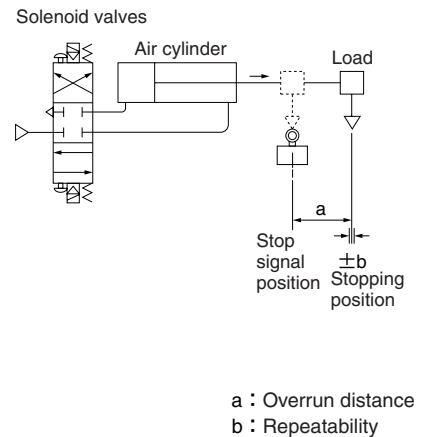 Solenoid valves
Air cylinder
Load
a
Stop
signal
position
±b
Stopping
position
a : Overrun distance
b : Repeatability